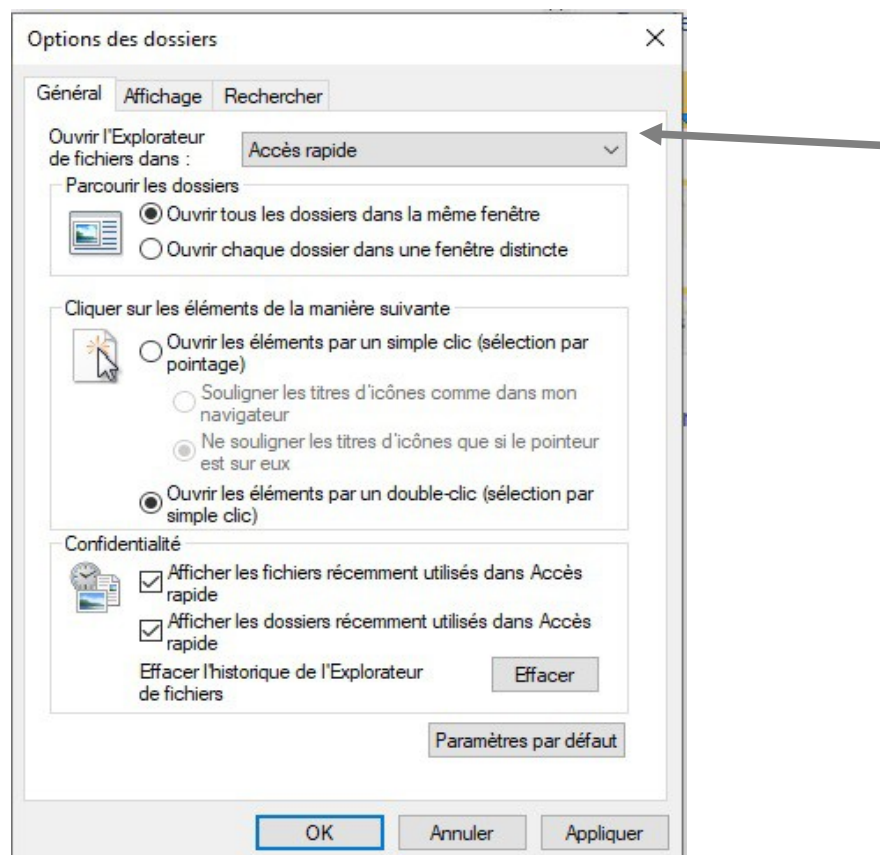 Options des dossiers
Général Affichage Rechercher
Ouvrir l'Explorateur
de fichiers dans :
Accès rapide
Parcourir les dossiers
Ouvrir tous les dossiers dans la même fenêtre
Ouvrir chaque dossier dans une fenêtre distincte
Cliquer sur les éléments de la manière suivante
Ouvrir les éléments par un simple clic (sélection par
pointage)
Souligner les titres d'icônes comme dans mon
navigateur
Ne souligner les titres d'icônes que si le pointeur
est sur eux
Ouvrir les éléments par un double-clic (sélection par
simple clic)
Confidentialité
Afficher les fichiers récemment utilisés dans Accès
rapide
Afficher les dossiers récemment utilisés dans Accès
rapide
Effacer l'historique de l'Explorateur
de fichiers
Effacer
Paramètres par défaut
OK Annuler Appliquer